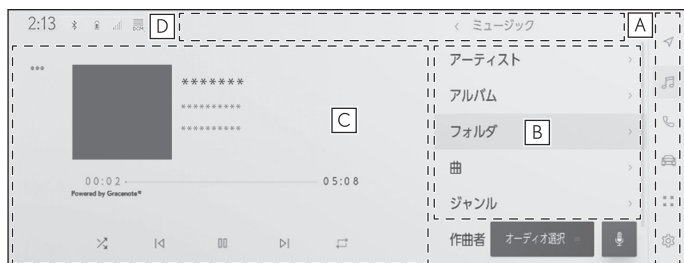 2:13 DCM D ‹ ミュージック A
アーティスト ›
*******
アルバム ›
**********
フォルダ B ›
**********
C
曲 ›
00:02 05:08
Powered by Gracenote®
ジャンル ›
作曲者 オーディオ選択